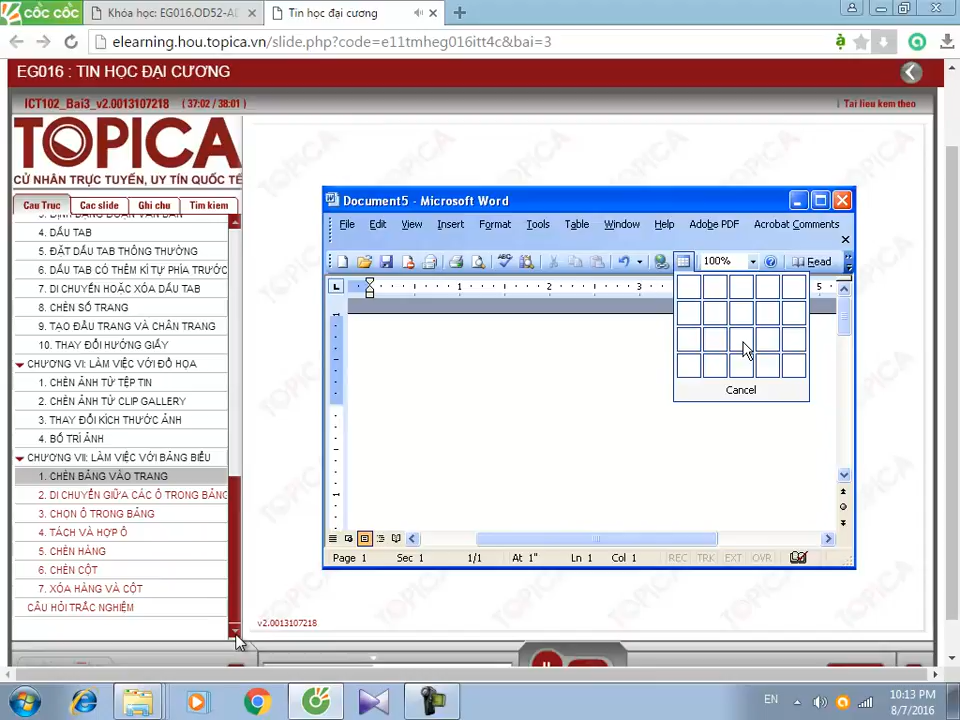 cốc cốc
Khóa học: EG016.OD52-AD
Tin học đại cương
elearning.hou.topica.vn/slide.php?code=e11tmheg016itt4c&bai=3
EG016 : TIN HỌC ĐẠI CƯƠNG
ICT102_Bai3_v2.0013107218 ( 37:02 / 38:01 )
Tai lieu kem theo
TOPICA
CỬ NHÂN TRỰC TUYẾN, UY TÍN QUỐC TẾ
Cau Truc Cac slide Ghi chu Tim kiem
4. DẤU TAB
5. ĐẶT DẤU TAB THÔNG THƯỜNG
6. DẤU TAB CÓ THÊM KÍ TỰ PHÍA TRƯỚC
7. DI CHUYỂN HOẶC XÓA DẤU TAB
8. CHÈN SỐ TRANG
9. TẠO ĐẦU TRANG VÀ CHÂN TRANG
10. THAY ĐỔI HƯỚNG GIẤY
CHƯƠNG VI: LÀM VIỆC VỚI ĐỒ HỌA
1. CHÈN ẢNH TỪ TỆP TIN
2. CHÈN ẢNH TỪ CLIP GALLERY
3. THAY ĐỔI KÍCH THƯỚC ẢNH
4. BỐ TRÍ ẢNH
CHƯƠNG VII: LÀM VIỆC VỚI BẢNG BIỂU
1. CHÈN BẢNG VÀO TRANG
2. DI CHUYỂN GIỮA CÁC Ô TRONG BẢNG
3. CHỌN Ô TRONG BẢNG
4. TÁCH VÀ HỢP Ô
5. CHÈN HÀNG
6. CHÈN CỘT
7. XÓA HÀNG VÀ CỘT
CÂU HỎI TRẮC NGHIỆM
Document5 - Microsoft Word
File Edit View Insert Format Tools Table Window Help Adobe PDF Acrobat Comments
100% Read
1 2 3 5
Cancel
Page 1 Sec 1 1/1 At 1" Ln 1 Col 1 REC TRK EXT OVR
v2.0013107218
EN
10:13 PM
8/7/2016